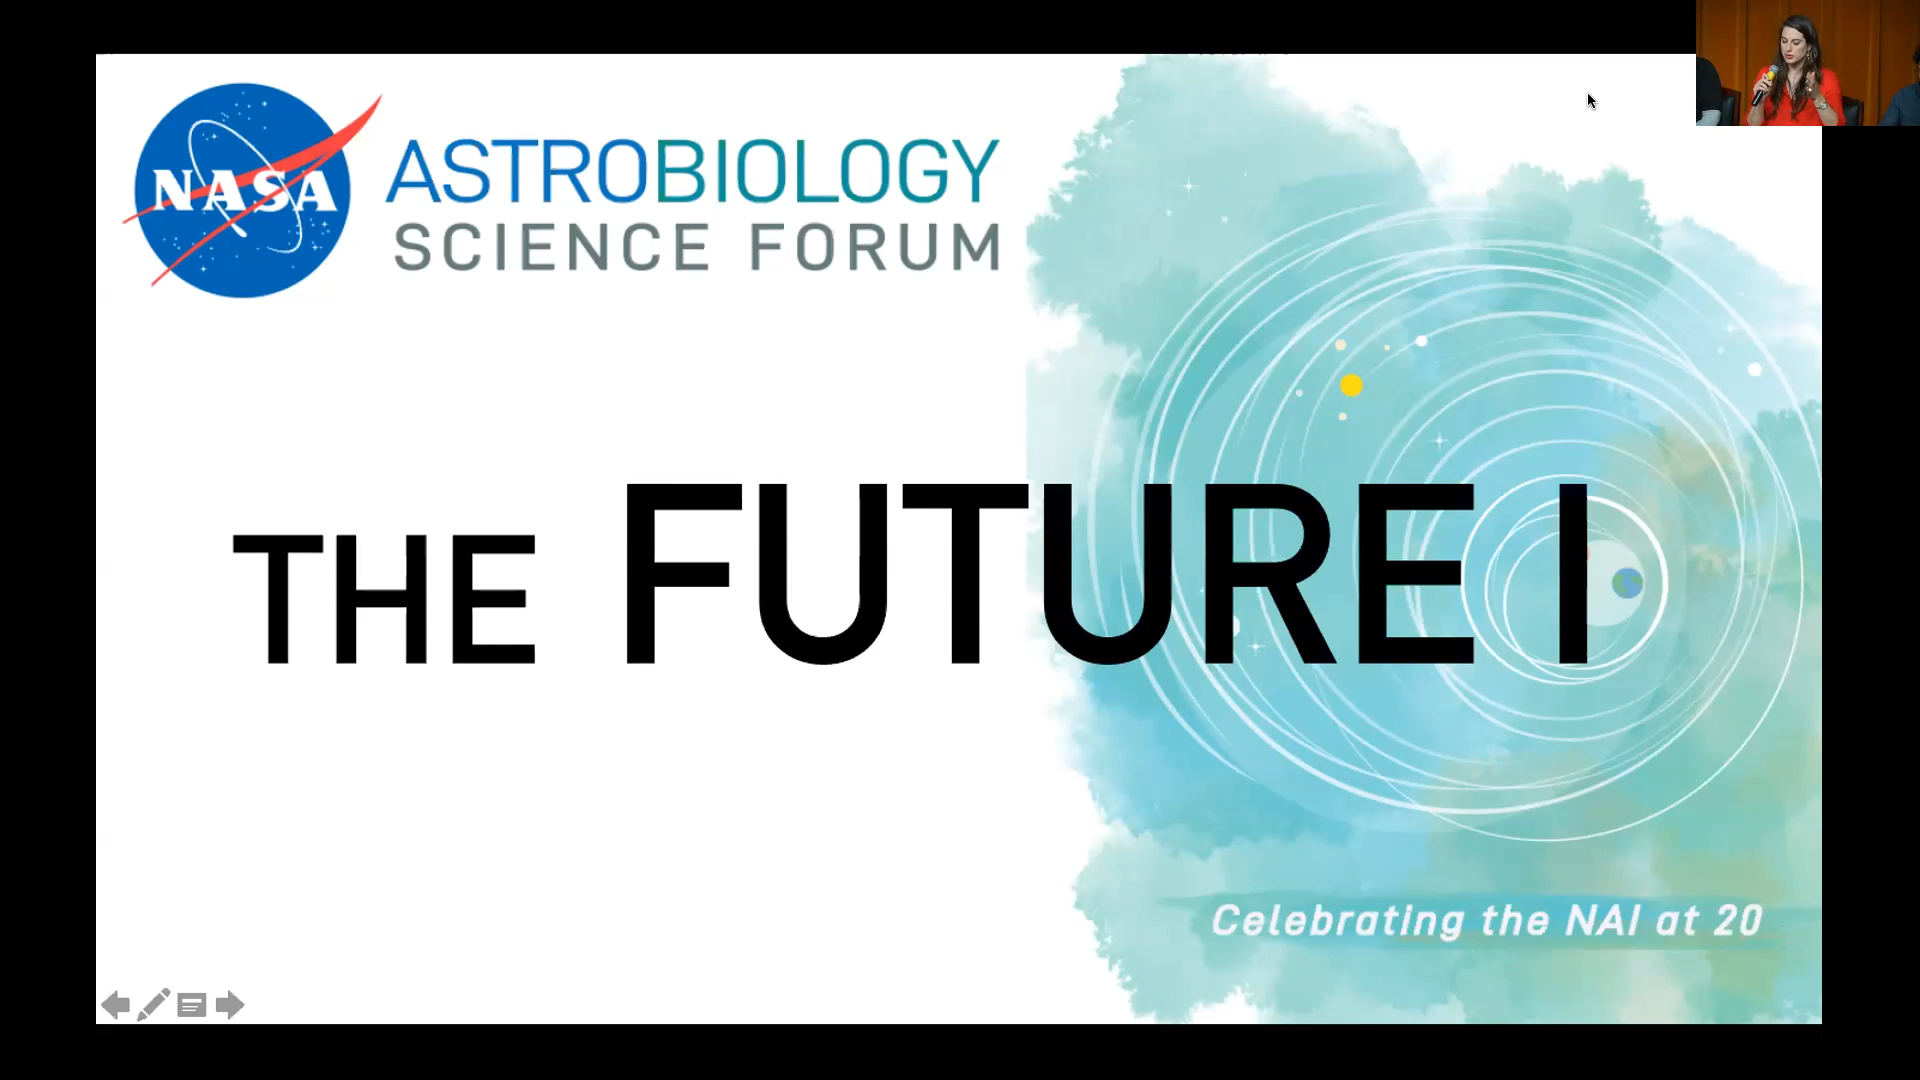 NASA
ASTROBIOLOGY
SCIENCE FORUM
THE FUTURE I
Celebrating the NAI at 20